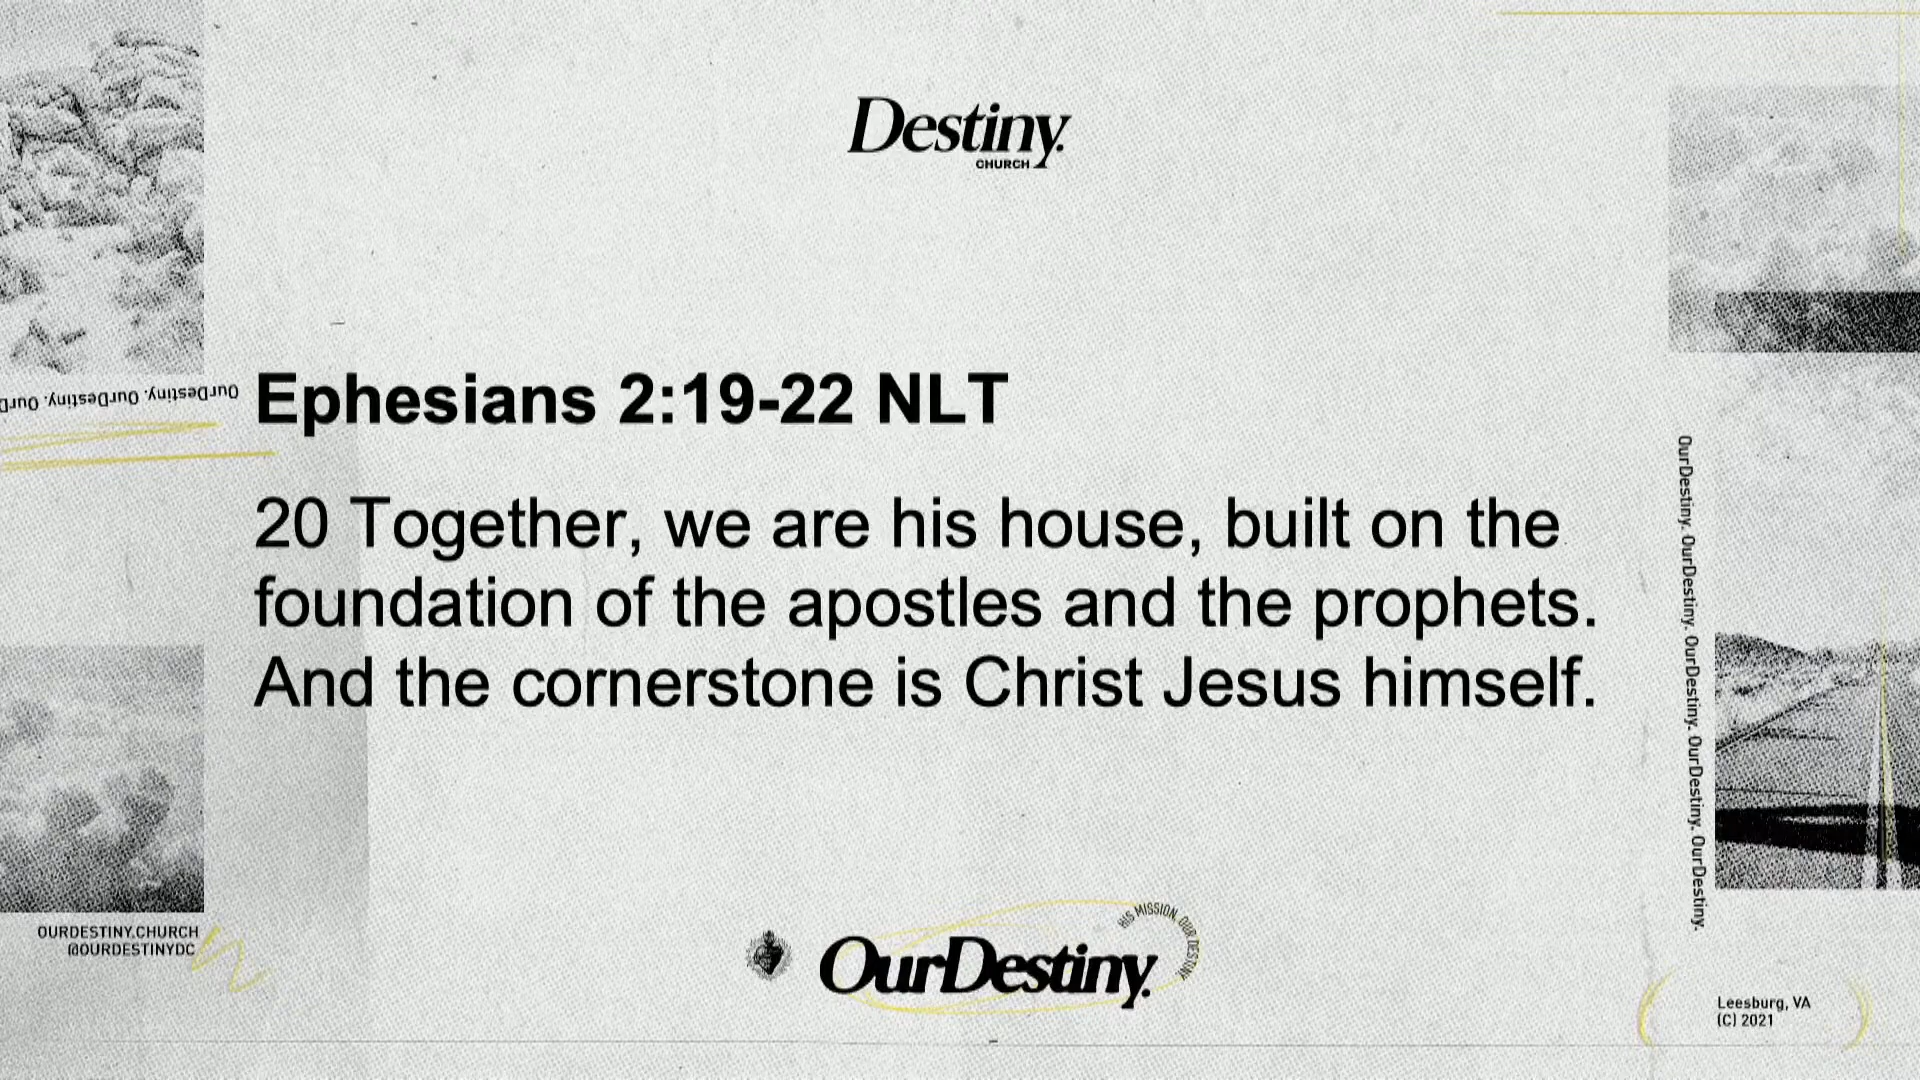 Destiny.
CHURCH
OurDestiny. OurDestiny. OurD
Ephesians 2:19-22 NLT
20 Together, we are his house, built on the
foundation of the apostles and the prophets.
And the cornerstone is Christ Jesus himself.
OurDestiny. OurDestiny. OurDestiny. OurDestiny. OurDestiny.
OURDESTINY.CHURCH
@OURDESTINYDC
HIS MISSION. OUR DESTINY.
OurDestiny.
Leesburg, VA
(C) 2021